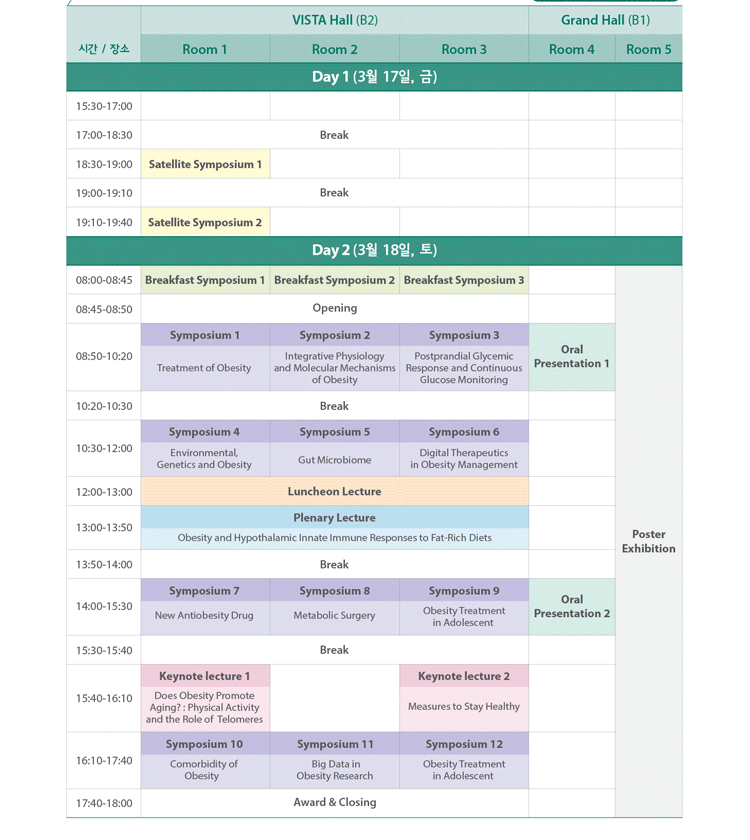 VISTA Hall (B2) Grand Hall (B1)
시간 / 장소 Room 1 Room 2 Room 3 Room 4 Room 5
Day 1 (3월 17일, 금)
15:30-17:00
17:00-18:30 Break
18:30-19:00 Satellite Symposium 1
19:00-19:10 Break
19:10-19:40 Satellite Symposium 2
Day 2 (3월 18일, 토)
08:00-08:45 Breakfast Symposium 1 Breakfast Symposium 2 Breakfast Symposium 3
08:45-08:50 Opening
08:50-10:20
Symposium 1
Treatment of Obesity
Symposium 2
Integrative Physiology
and Molecular Mechanisms
of Obesity
Symposium 3
Postprandial Glycemic
Response and Continuous
Glucose Monitoring
Oral
Presentation 1
10:20-10:30 Break
10:30-12:00
Symposium 4
Environmental,
Genetics and Obesity
Symposium 5
Gut Microbiome
Symposium 6
Digital Therapeutics
in Obesity Management
12:00-13:00 Luncheon Lecture
13:00-13:50
Plenary Lecture
Obesity and Hypothalamic Innate Immune Responses to Fat-Rich Diets
Poster
Exhibition
13:50-14:00 Break
14:00-15:30
Symposium 7
New Antiobesity Drug
Symposium 8
Metabolic Surgery
Symposium 9
Obesity Treatment
in Adolescent
Oral
Presentation 2
15:30-15:40 Break
15:40-16:10
Keynote lecture 1
Does Obesity Promote
Aging? : Physical Activity
and the Role of Telomeres
Keynote lecture 2
Measures to Stay Healthy
16:10-17:40
Symposium 10
Comorbidity of
Obesity
Symposium 11
Big Data in
Obesity Research
Symposium 12
Obesity Treatment
in Adolescent
17:40-18:00 Award & Closing